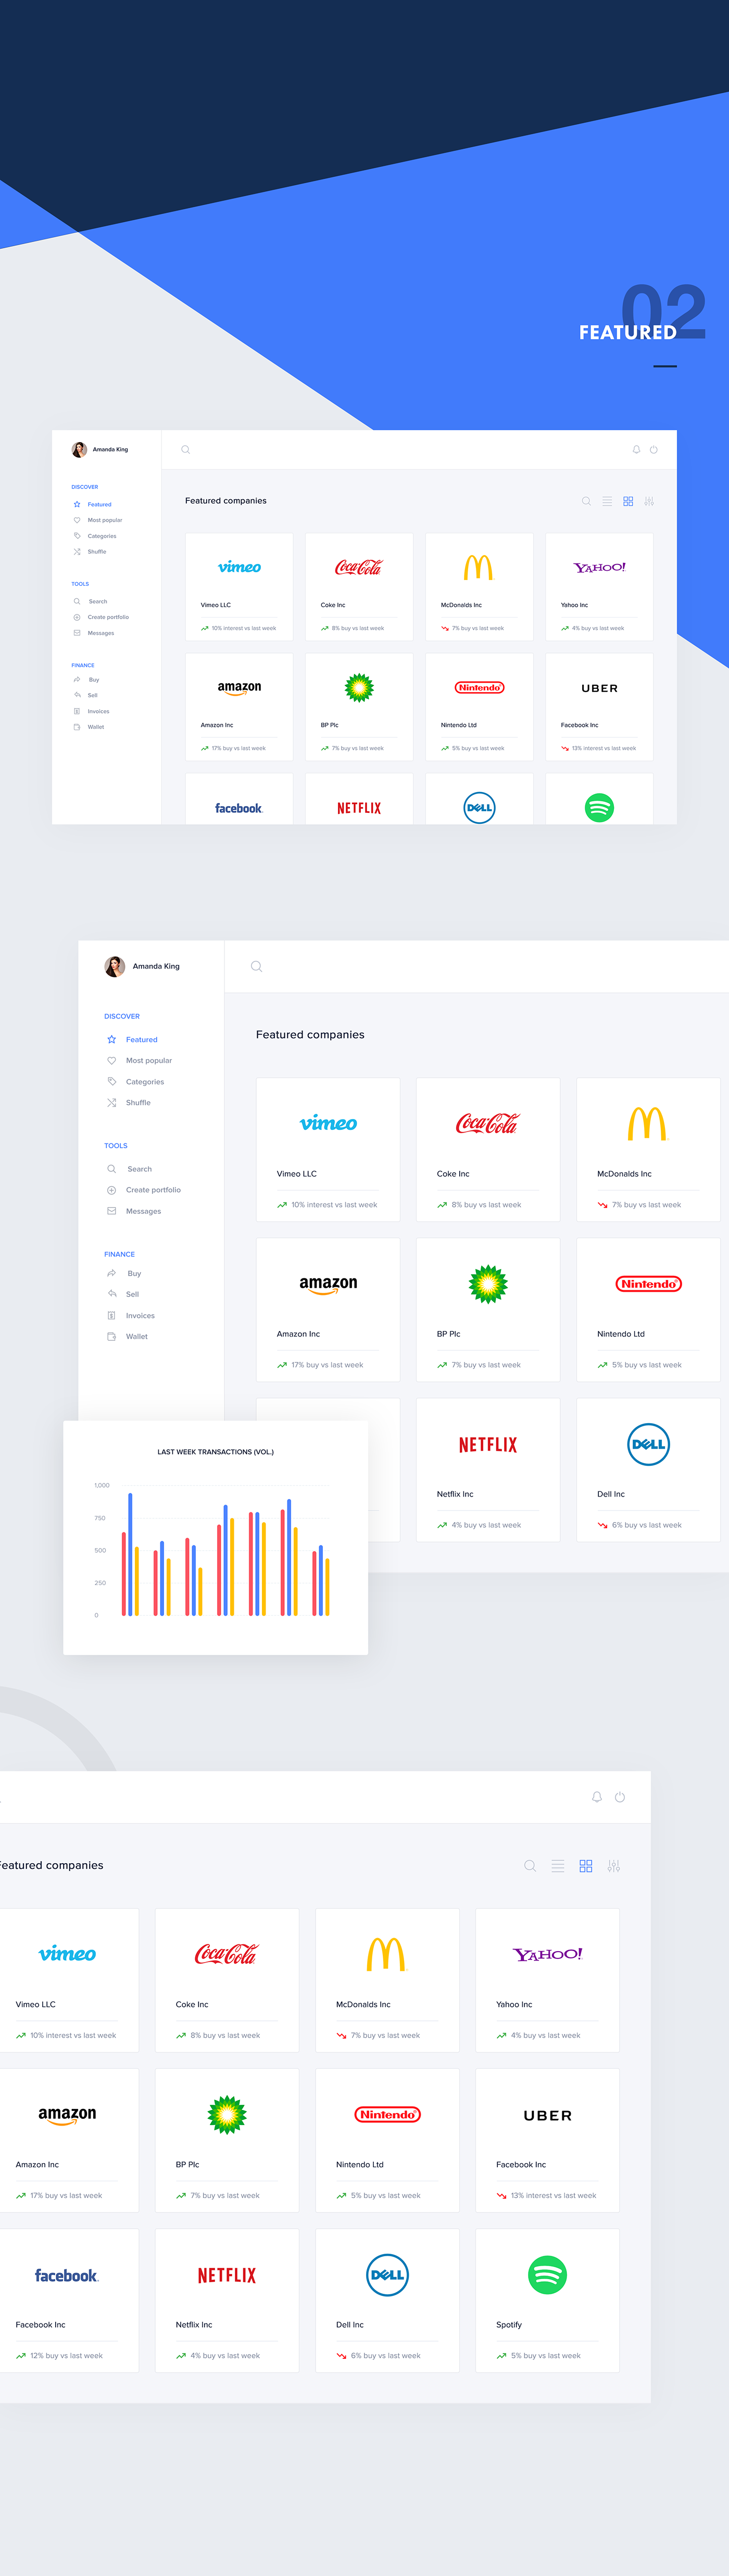 02
FEATURED
Amanda King
DISCOVER
Featured
Most popular
Categories
Shuffle
TOOLS
Search
Create portfolio
Messages
FINANCE
Buy
Sell
Invoices
Wallet
Featured companies
vimeo
Coca-Cola
YAHOO!
Vimeo LLC
Coke Inc
McDonalds Inc
Yahoo Inc
10% interest vs last week
8% buy vs last week
7% buy vs last week
4% buy vs last week
amazon
Nintendo
UBER
Amazon Inc
BP Plc
Nintendo Ltd
Facebook Inc
17% buy vs last week
7% buy vs last week
5% buy vs last week
13% interest vs last week
facebook
NETFLIX
DELL
Amanda King
DISCOVER
Featured
Most popular
Categories
Shuffle
TOOLS
Search
Create portfolio
Messages
FINANCE
Buy
Sell
Invoices
Wallet
Featured companies
vimeo
Coca-Cola
Vimeo LLC
Coke Inc
McDonalds Inc
10% interest vs last week
8% buy vs last week
7% buy vs last week
amazon
Nintendo
Amazon Inc
BP Plc
Nintendo Ltd
17% buy vs last week
7% buy vs last week
5% buy vs last week
NETFLIX
DELL
Netflix Inc
Dell Inc
4% buy vs last week
6% buy vs last week
LAST WEEK TRANSACTIONS (VOL.)
1,000
750
500
250
0
Featured companies
vimeo
Coca-Cola
YAHOO!
Vimeo LLC
Coke Inc
McDonalds Inc
Yahoo Inc
10% interest vs last week
8% buy vs last week
7% buy vs last week
4% buy vs last week
amazon
Nintendo
UBER
Amazon Inc
BP Plc
Nintendo Ltd
Facebook Inc
17% buy vs last week
7% buy vs last week
5% buy vs last week
13% interest vs last week
facebook
NETFLIX
DELL
Facebook Inc
Netflix Inc
Dell Inc
Spotify
12% buy vs last week
4% buy vs last week
6% buy vs last week
5% buy vs last week